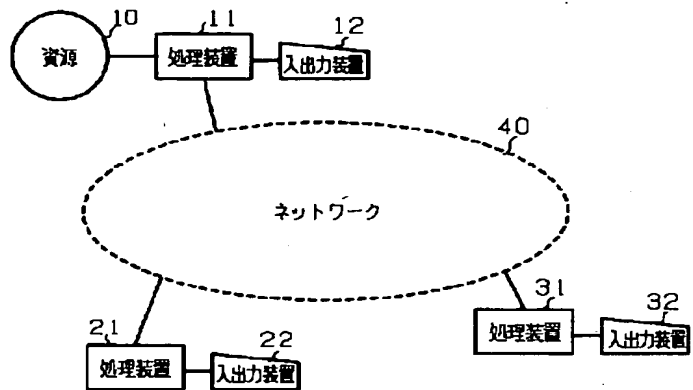 10
11
12
資源
処理装置
入出力装置
40
ネットワーク
31
32
処理装置
入出力装置
21
22
処理装置
入出力装置